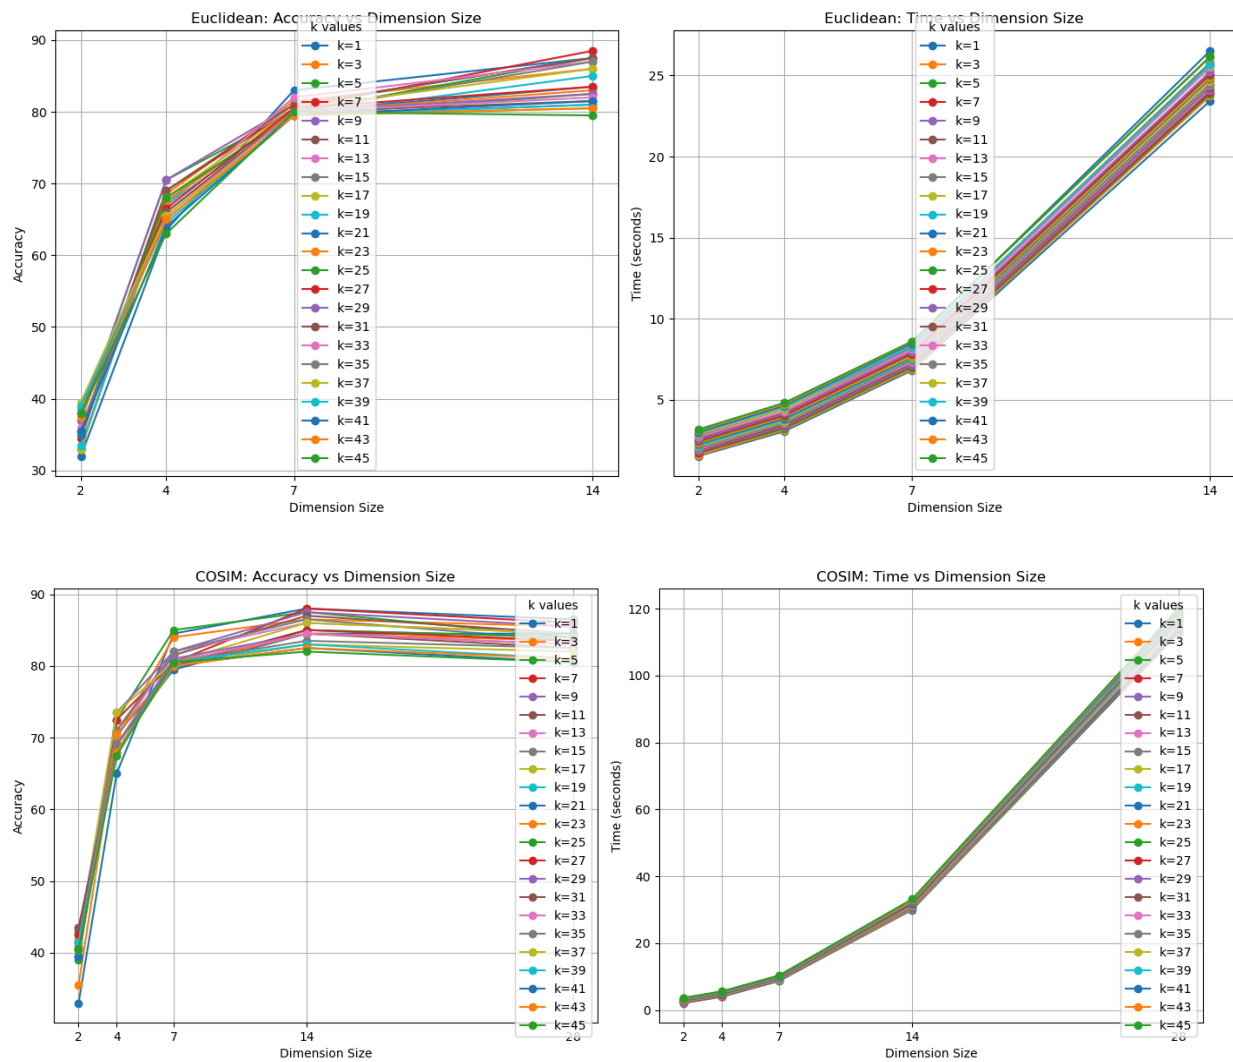 Euclidean: Accuracy vs Dimension Size
90
80
70
60
50
40
30
Accuracy
2
4
7
14
Dimension Size
k values
k=1
k=3
k=5
k=7
k=9
k=11
k=13
k=15
k=17
k=19
k=21
k=23
k=25
k=27
k=29
k=31
k=33
k=35
k=37
k=39
k=41
k=43
k=45
Euclidean: Time vs Dimension Size
25
20
15
10
5
Time (seconds)
2
4
7
14
Dimension Size
k values
k=1
k=3
k=5
k=7
k=9
k=11
k=13
k=15
k=17
k=19
k=21
k=23
k=25
k=27
k=29
k=31
k=33
k=35
k=37
k=39
k=41
k=43
k=45
COSIM: Accuracy vs Dimension Size
90
80
70
60
50
40
Accuracy
2
4
7
14
28
Dimension Size
k values
k=1
k=3
k=5
k=7
k=9
k=11
k=13
k=15
k=17
k=19
k=21
k=23
k=25
k=27
k=29
k=31
k=33
k=35
k=37
k=39
k=41
k=43
k=45
COSIM: Time vs Dimension Size
120
100
80
60
40
20
0
Time (seconds)
2
4
7
14
28
Dimension Size
k values
k=1
k=3
k=5
k=7
k=9
k=11
k=13
k=15
k=17
k=19
k=21
k=23
k=25
k=27
k=29
k=31
k=33
k=35
k=37
k=39
k=41
k=43
k=45